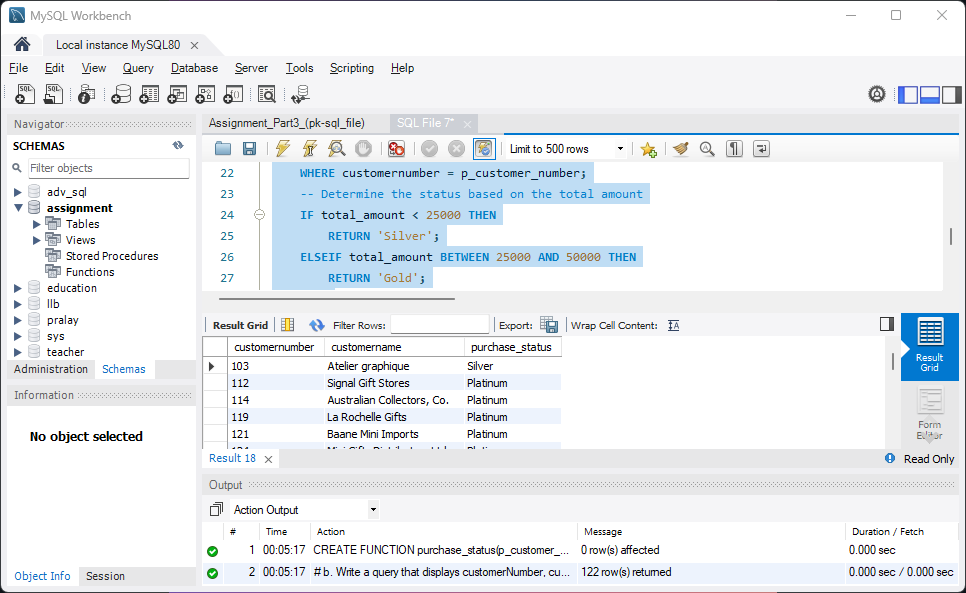 MySQL Workbench
Local instance MySQL80
File Edit View Query Database Server Tools Scripting Help
Navigator
SCHEMAS
Filter objects
adv_sql
assignment
Tables
Views
Stored Procedures
Functions
education
llb
pralay
sys
teacher
Administration Schemas
Information
No object selected
Object Info Session
Assignment_Part3_(pk-sql_file) SQL File 7*
Limit to 500 rows
22 WHERE customernumber = p_customer_number;
23 -- Determine the status based on the total amount
24 IF total_amount < 25000 THEN
25 RETURN 'Silver';
26 ELSEIF total_amount BETWEEN 25000 AND 50000 THEN
27 RETURN 'Gold';
Result Grid Filter Rows: Export: Wrap Cell Content:
customernumber customername purchase_status
103 Atelier graphique Silver
112 Signal Gift Stores Platinum
114 Australian Collectors, Co. Platinum
119 La Rochelle Gifts Platinum
121 Baane Mini Imports Platinum
Result Grid
Form Editor
Result 18
Read Only
Output
Action Output
# Time Action Message Duration / Fetch
1 00:05:17 CREATE FUNCTION purchase_status(p_customer_... 0 row(s) affected 0.000 sec
2 00:05:17 # b. Write a query that displays customerNumber, cu... 122 row(s) returned 0.000 sec / 0.000 sec